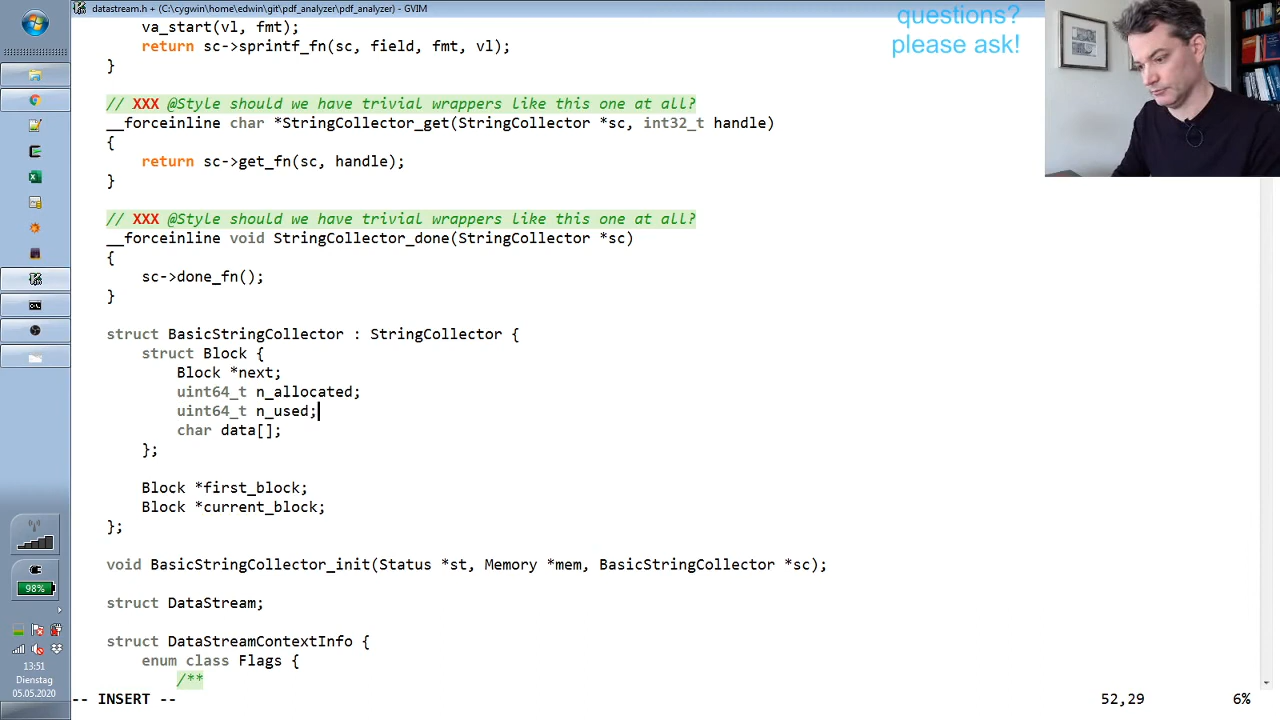 datastream.h + (C:\cygwin\home\edwin\git\pdf_analyzer\pdf_analyzer) - GVIM
va_start(vl, fmt);
return sc->sprintf_fn(sc, field, fmt, vl);
}
// XXX @Style should we have trivial wrappers like this one at all?
__forceinline char *StringCollector_get(StringCollector *sc, int32_t handle)
{
return sc->get_fn(sc, handle);
}
// XXX @Style should we have trivial wrappers like this one at all?
__forceinline void StringCollector_done(StringCollector *sc)
{
sc->done_fn();
}
struct BasicStringCollector : StringCollector {
struct Block {
Block *next;
uint64_t n_allocated;
uint64_t n_used;
char data[];
};
Block *first_block;
Block *current_block;
};
void BasicStringCollector_init(Status *st, Memory *mem, BasicStringCollector *sc);
struct DataStream;
struct DataStreamContextInfo {
enum class Flags {
/**
-- INSERT --
52,29
6%
questions?
please ask!
98%
13:51
Dienstag
05.05.2020